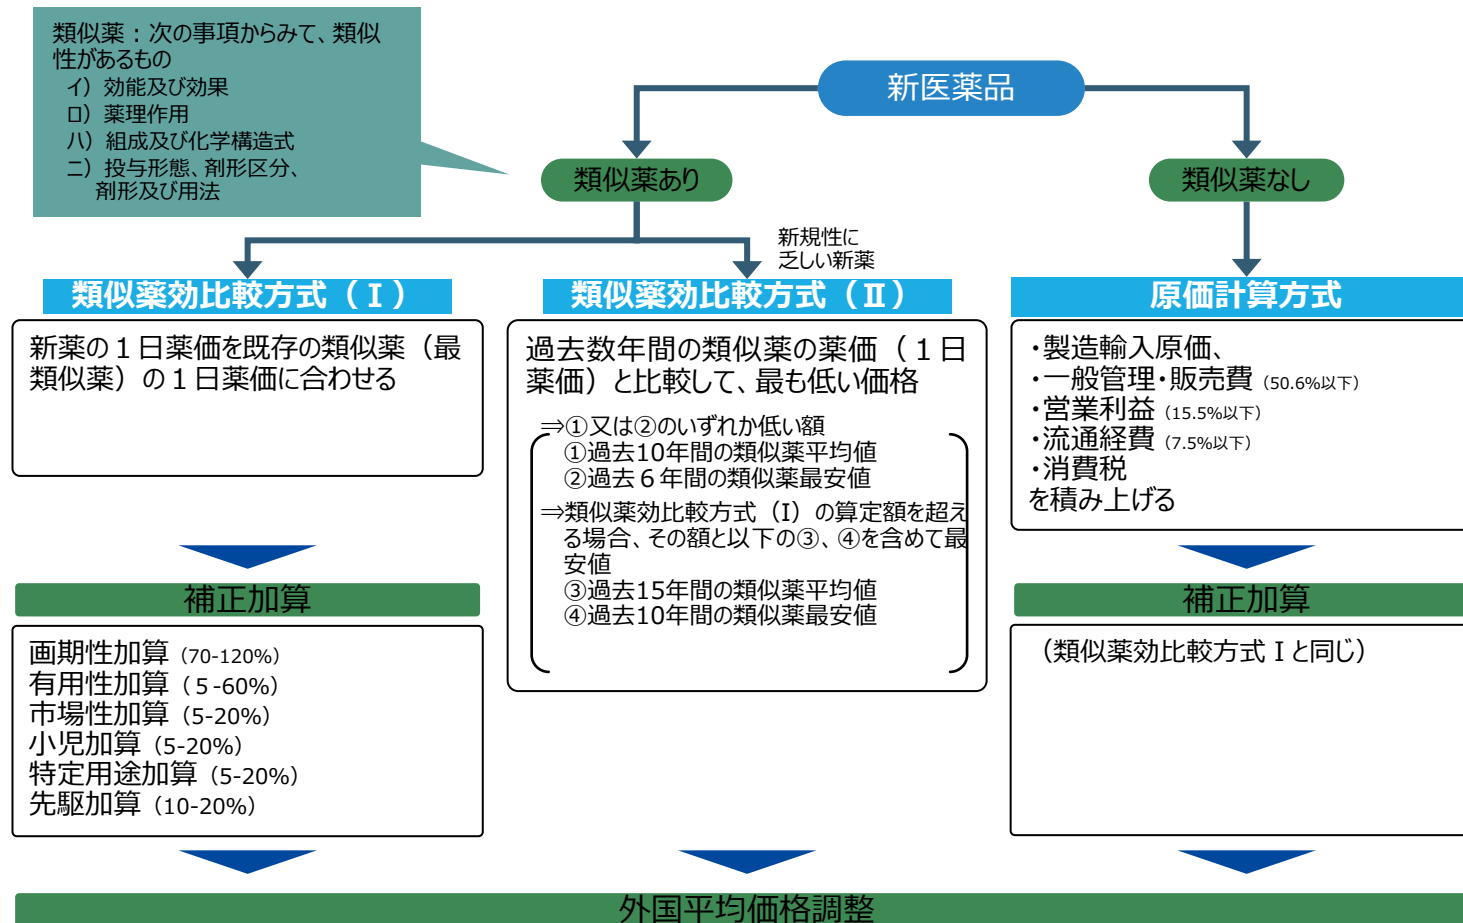 類似薬：次の事項からみて、類似
性があるもの
イ）効能及び効果
ロ）薬理作用
ハ）組成及び化学構造式
ニ）投与形態、剤形区分、
剤形及び用法
新医薬品
類似薬あり
類似薬なし
新規性に
乏しい新薬
類似薬効比較方式（Ⅰ）
新薬の１日薬価を既存の類似薬（最
類似薬）の１日薬価に合わせる
補正加算
画期性加算（70-120%）
有用性加算（５-60%）
市場性加算（5-20%）
小児加算（5-20%）
特定用途加算（5-20%）
先駆加算（10-20%）
類似薬効比較方式（Ⅱ）
過去数年間の類似薬の薬価（１日
薬価）と比較して、最も低い価格
⇒①又は②のいずれか低い額
①過去10年間の類似薬平均値
②過去６年間の類似薬最安値
⇒類似薬効比較方式（Ⅰ）の算定額を超え
る場合、その額と以下の③、④を含めて最
安値
③過去15年間の類似薬平均値
④過去10年間の類似薬最安値
原価計算方式
・製造輸入原価、
・一般管理・販売費（50.6%以下）
・営業利益（15.5%以下）
・流通経費（7.5%以下）
・消費税
を積み上げる
補正加算
（類似薬効比較方式Ⅰと同じ）
外国平均価格調整